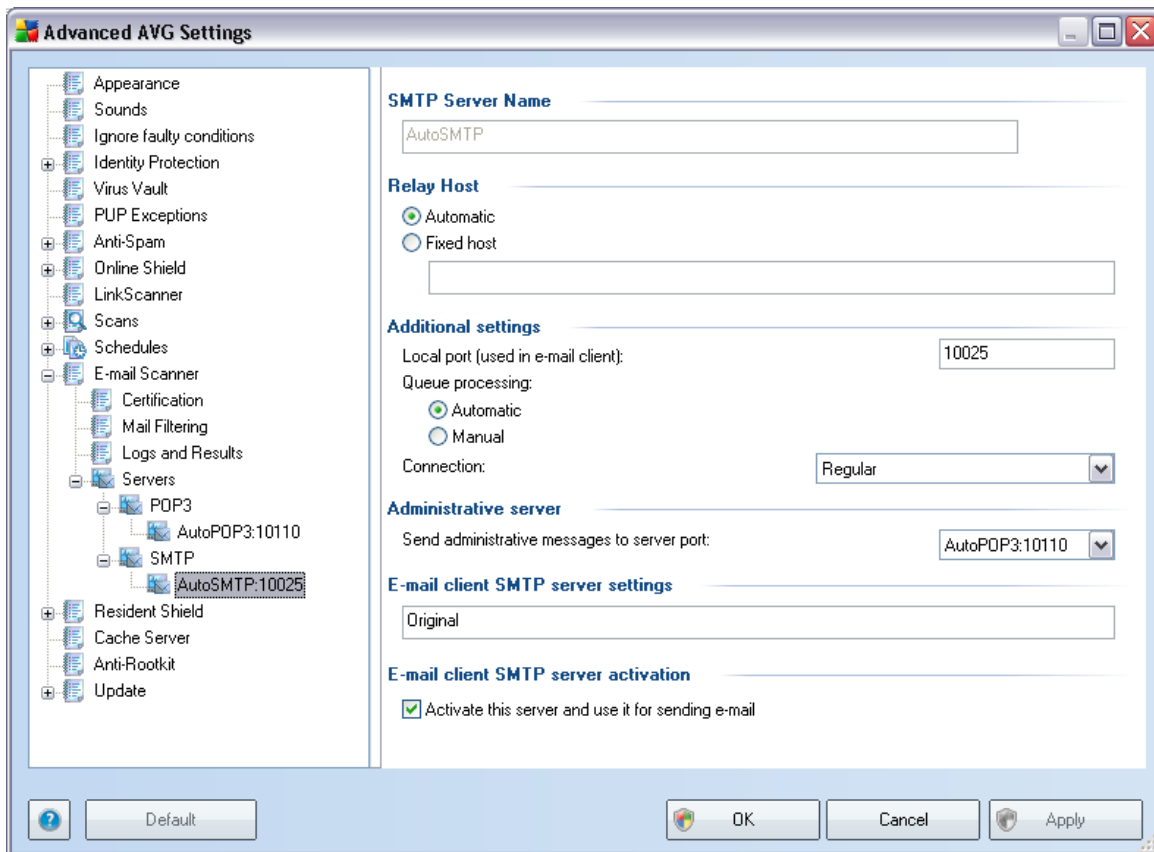 Advanced AVG Settings
Appearance
Sounds
Ignore faulty conditions
Identity Protection
Virus Vault
PUP Exceptions
Anti-Spam
Online Shield
LinkScanner
Scans
Schedules
E-mail Scanner
Certification
Mail Filtering
Logs and Results
Servers
POP3
AutoPOP3:10110
SMTP
AutoSMTP:10025
Resident Shield
Cache Server
Anti-Rootkit
Update
SMTP Server Name
AutoSMTP
Relay Host
Automatic
Fixed host
Additional settings
Local port (used in e-mail client):
10025
Queue processing:
Automatic
Manual
Connection:
Regular
Administrative server
Send administrative messages to server port:
AutoPOP3:10110
E-mail client SMTP server settings
Original
E-mail client SMTP server activation
Activate this server and use it for sending e-mail
?
Default
OK
Cancel
Apply